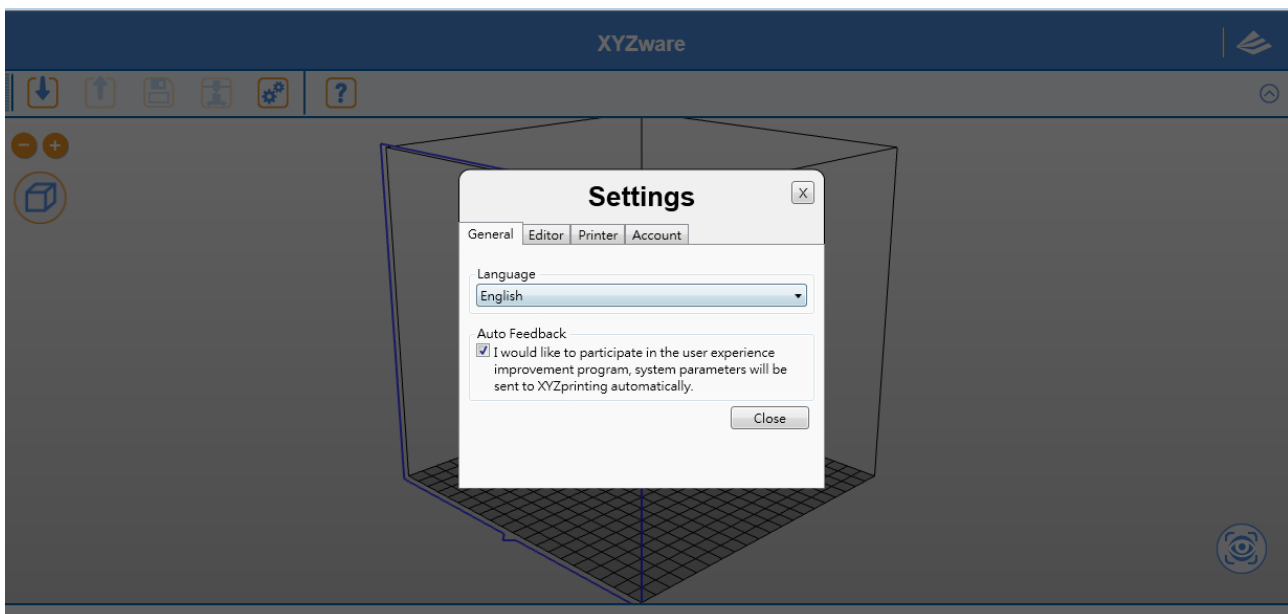 XYZware
?
Settings
X
General Editor Printer Account
Language
English
Auto Feedback
I would like to participate in the user experience
improvement program, system parameters will be
sent to XYZprinting automatically.
Close